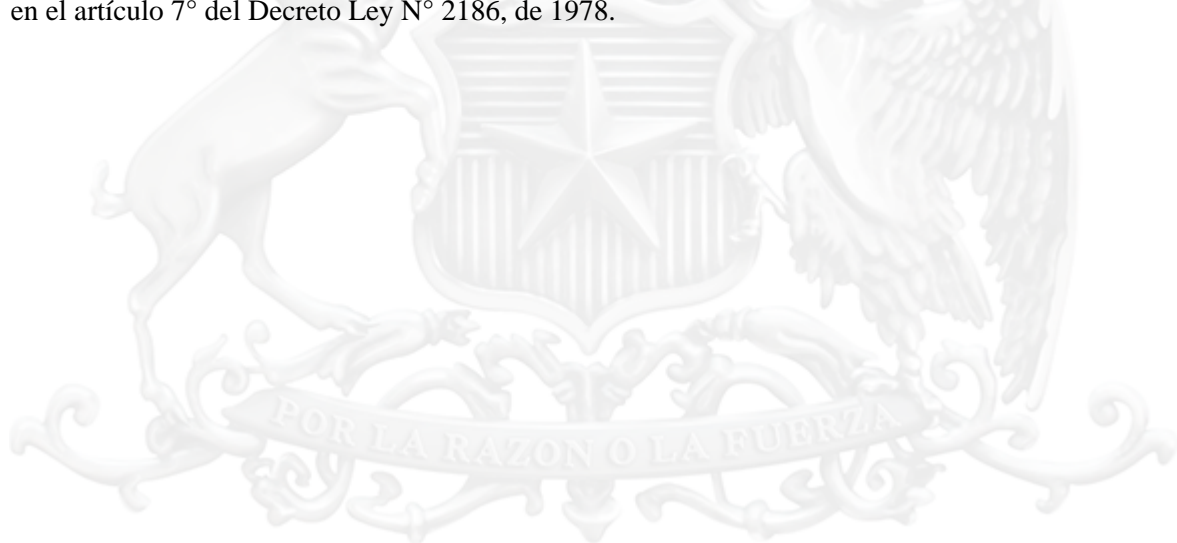 en el artículo 7° del Decreto Ley N° 2186, de 1978.
POR LA RAZON O LA FUERZA